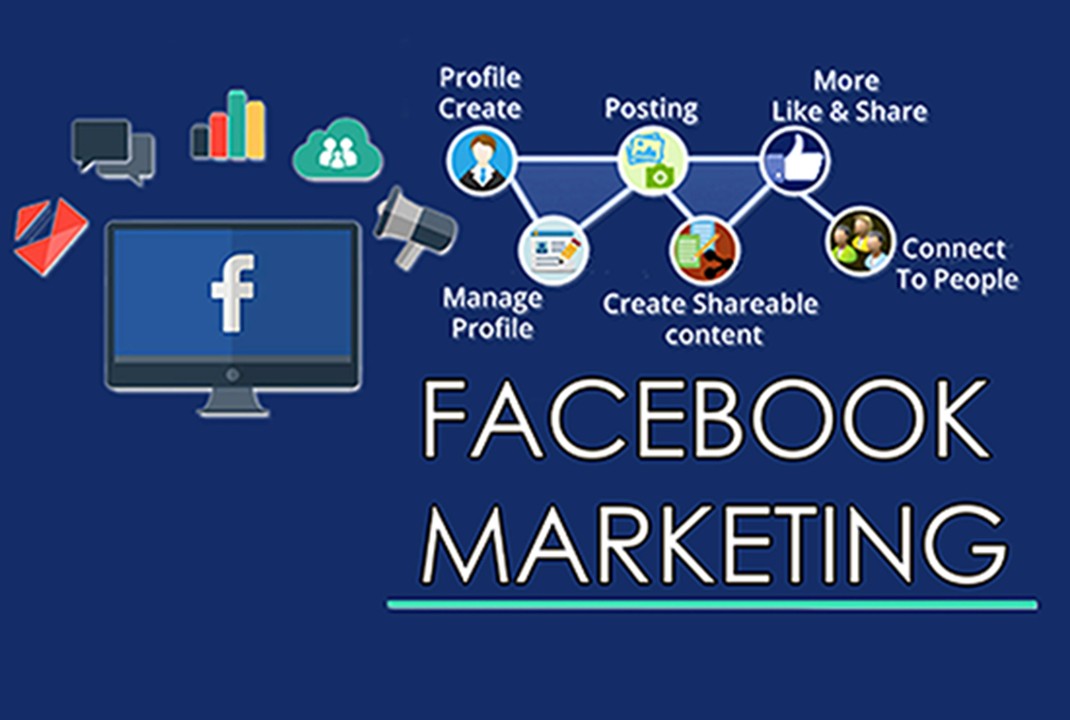 Profile
Create
Posting
More
Like & Share
f
Connect
To People
Manage
Profile
Create Shareable
content
FACEBOOK
MARKETING